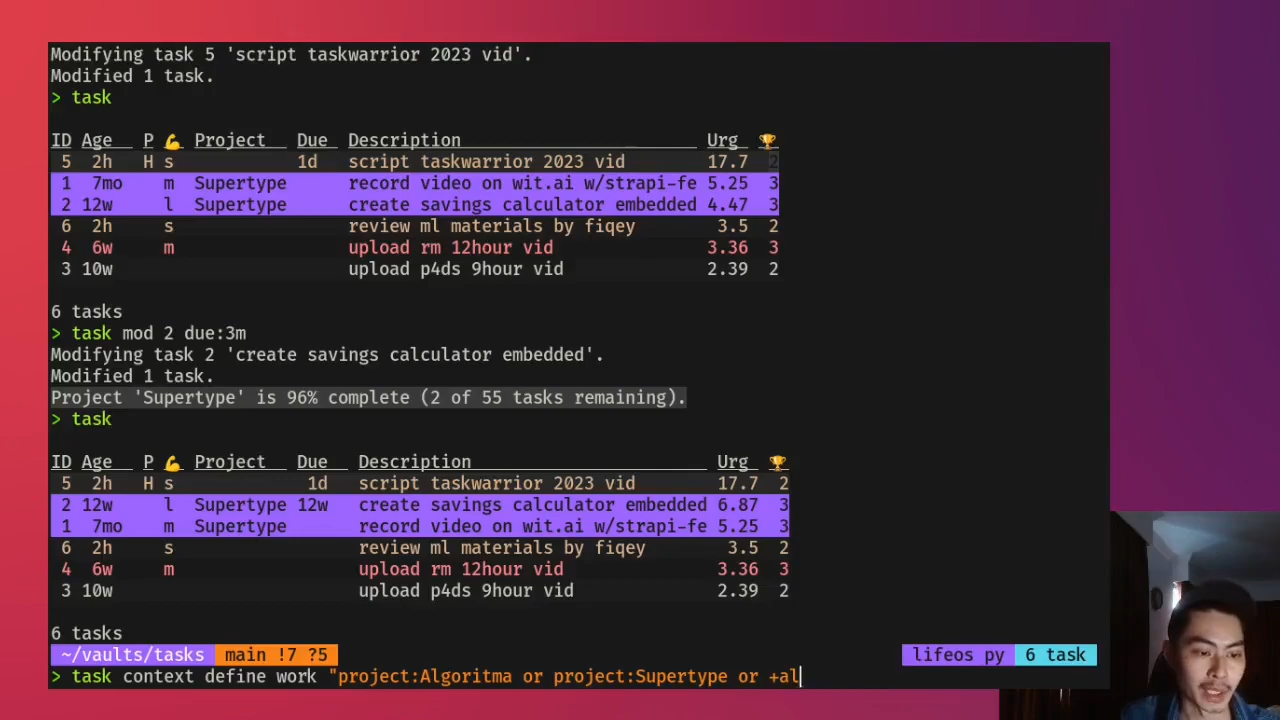 Modifying task 5 'script taskwarrior 2023 vid'.
Modified 1 task.
> task
ID Age P 💪 Project Due Description Urg 🏆
5 2h H s 1d script taskwarrior 2023 vid 17.7 2
1 7mo m Supertype record video on wit.ai w/strapi-fe 5.25 3
2 12w l Supertype create savings calculator embedded 4.47 3
6 2h s review ml materials by fiqey 3.5 2
4 6w m upload rm 12hour vid 3.36 3
3 10w upload p4ds 9hour vid 2.39 2
6 tasks
> task mod 2 due:3m
Modifying task 2 'create savings calculator embedded'.
Modified 1 task.
Project 'Supertype' is 96% complete (2 of 55 tasks remaining).
> task
ID Age P 💪 Project Due Description Urg 🏆
5 2h H s 1d script taskwarrior 2023 vid 17.7 2
2 12w l Supertype 12w create savings calculator embedded 6.87 3
1 7mo m Supertype record video on wit.ai w/strapi-fe 5.25 3
6 2h s review ml materials by fiqey 3.5 2
4 6w m upload rm 12hour vid 3.36 3
3 10w upload p4ds 9hour vid 2.39 2
6 tasks
~/vaults/tasks main !7 ?5 lifeos py 6 task
> task context define work "project:Algoritma or project:Supertype or +al